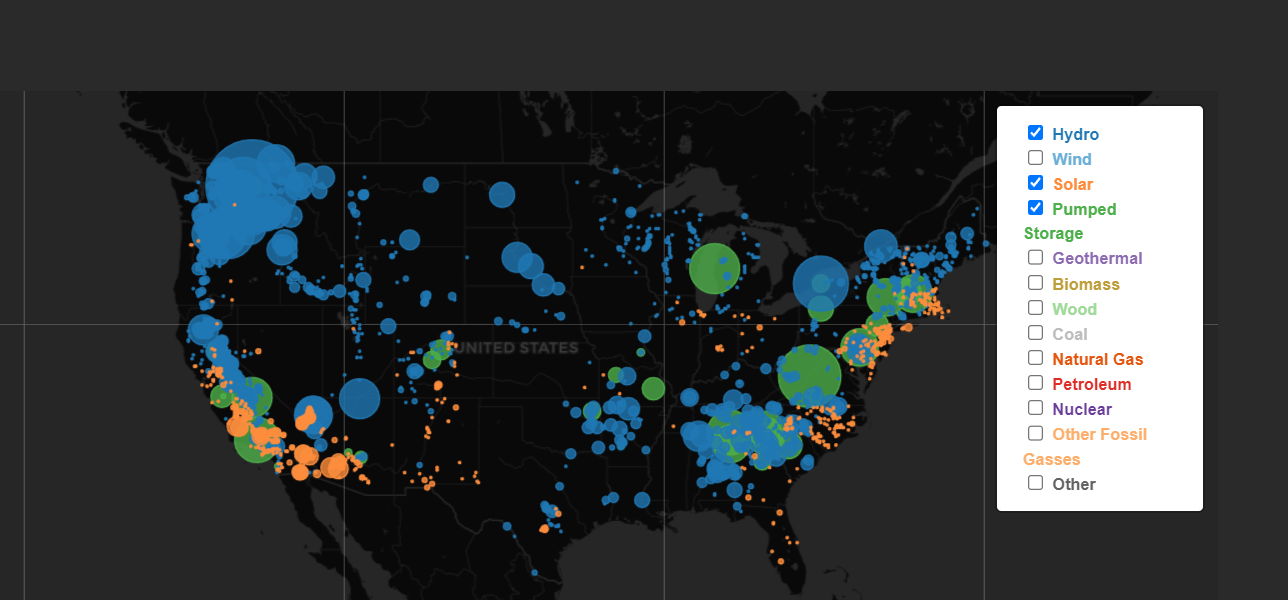 Hydro
Wind
Solar
Pumped
Storage
Geothermal
Biomass
Wood
Coal
Natural Gas
Petroleum
Nuclear
Other Fossil
Gasses
Other
UNITED STATES